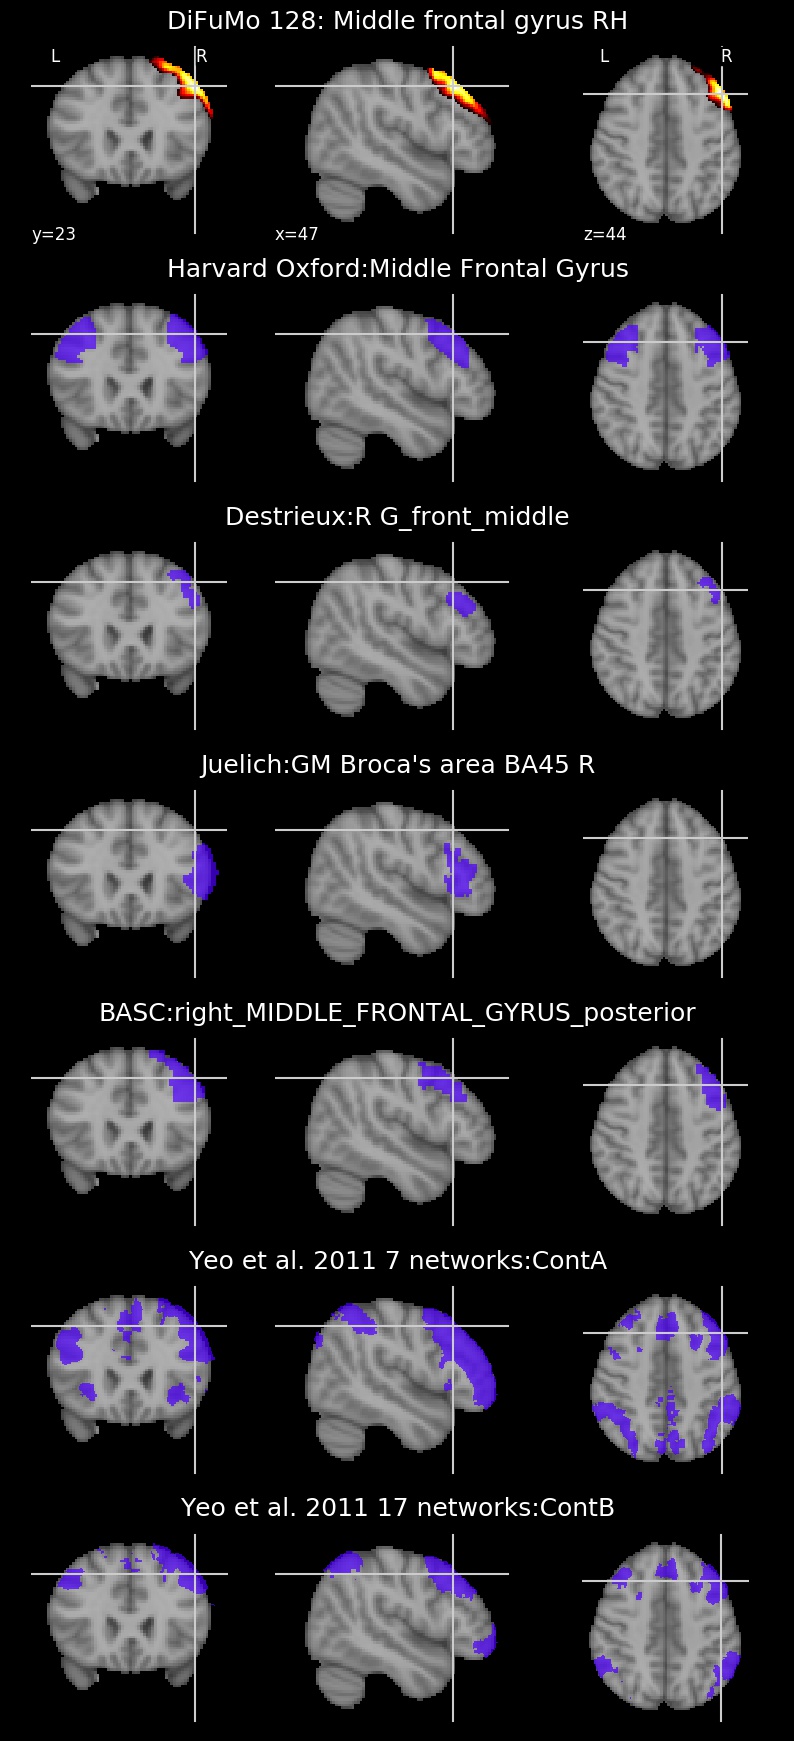 DiFuMo 128: Middle frontal gyrus RH
L R L R
y=23 x=47 z=44
Harvard Oxford:Middle Frontal Gyrus
Destrieux:R G_front_middle
Juelich:GM Broca's area BA45 R
BASC:right_MIDDLE_FRONTAL_GYRUS_posterior
Yeo et al. 2011 7 networks:ContA
Yeo et al. 2011 17 networks:ContB